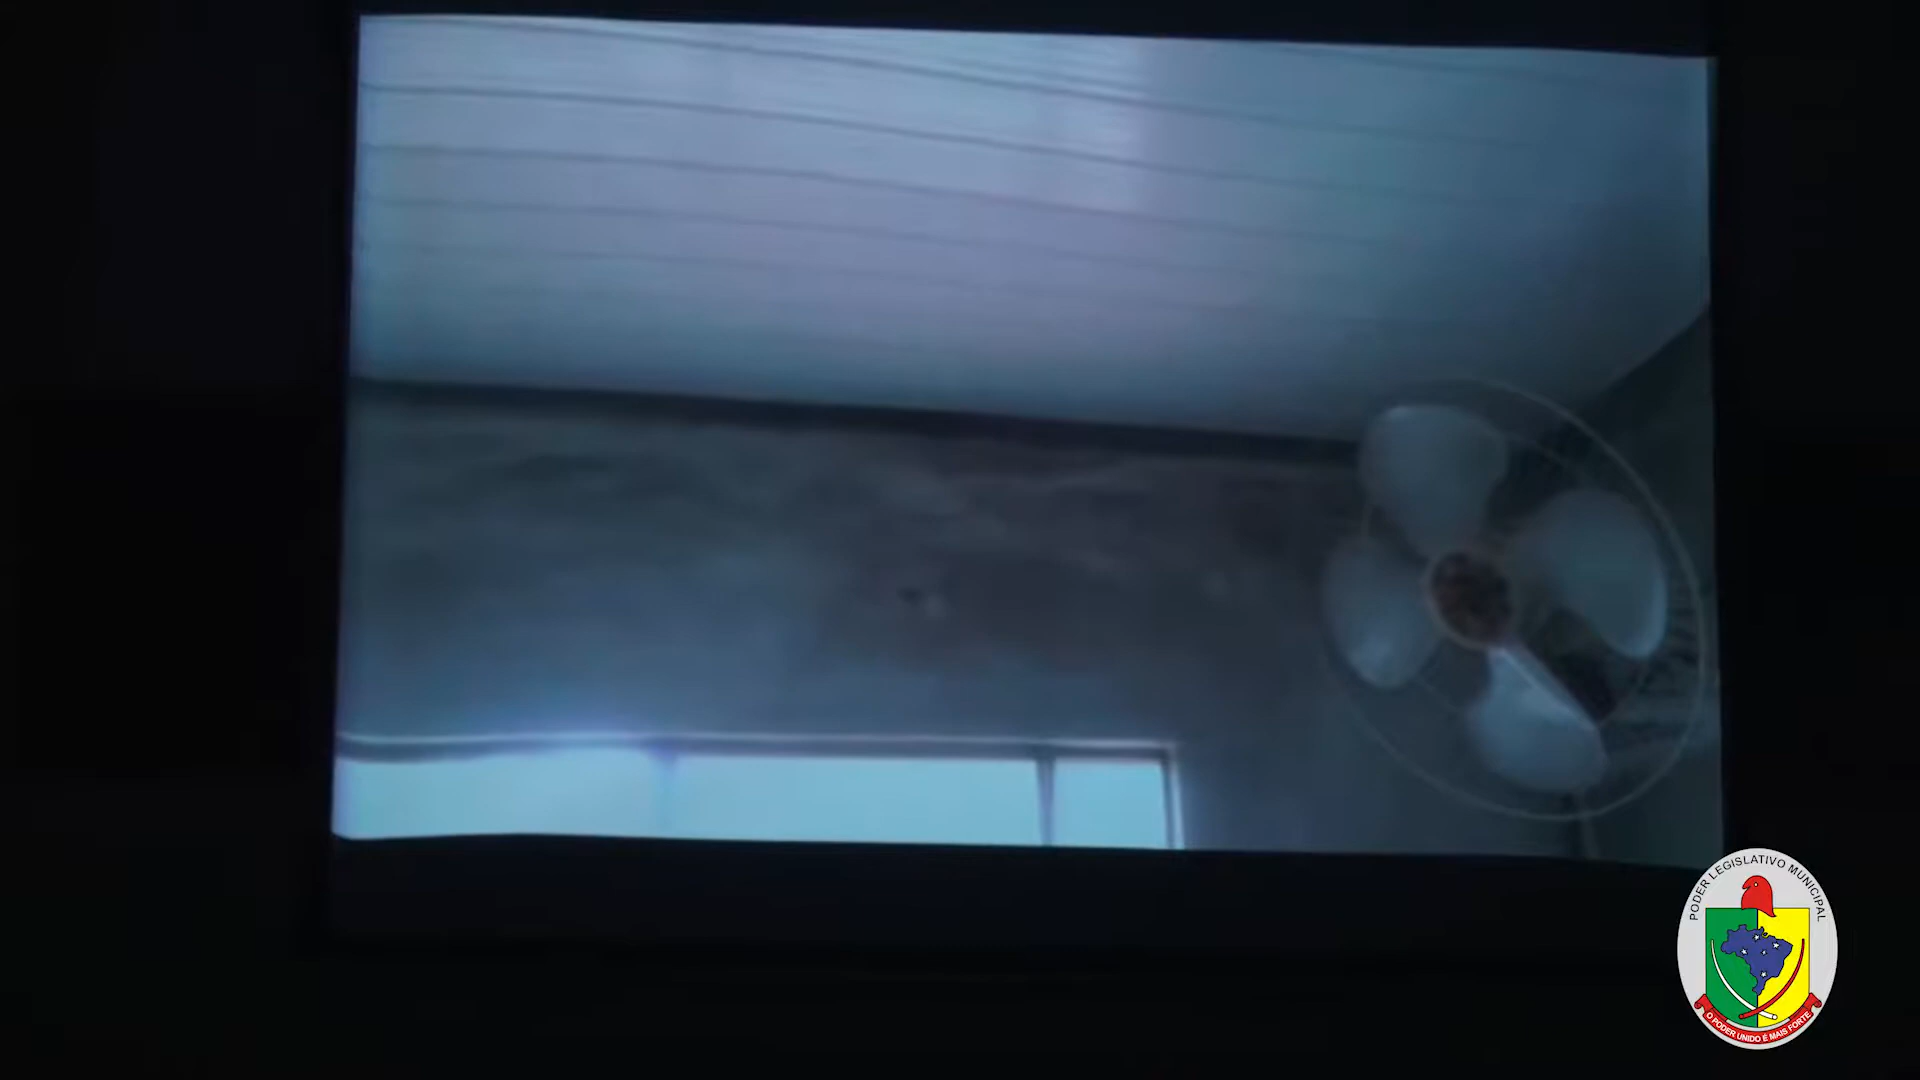 PODER LEGISLATIVO MUNICIPAL
O PODER UNIDO É MAIS FORTE